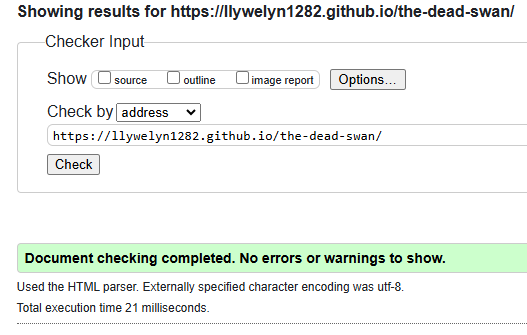 Showing results for https://llywelyn1282.github.io/the-dead-swan/
Checker Input
Show source outline image report Options...
Check by address
https://llywelyn1282.github.io/the-dead-swan/
Check
Document checking completed. No errors or warnings to show.
Used the HTML parser. Externally specified character encoding was utf-8.
Total execution time 21 milliseconds.